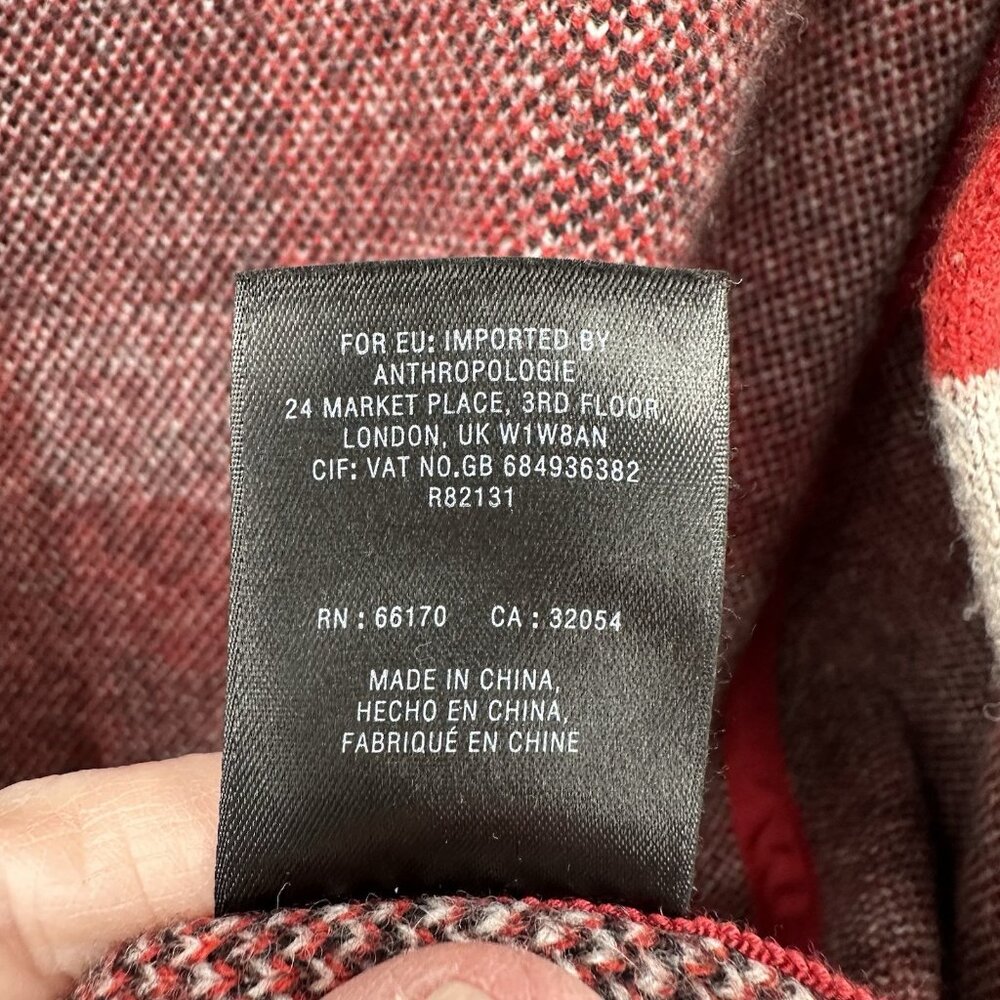 FOR EU: IMPORTED BY
ANTHROPOLOGIE
24 MARKET PLACE, 3RD FLOOR
LONDON, UK W1W8AN
CIF: VAT NO.GB 684936382
R82131
RN : 66170 CA : 32054
MADE IN CHINA,
HECHO EN CHINA,
FABRIQUÉ EN CHINE